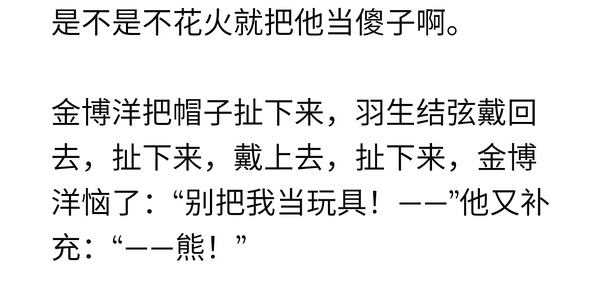 是不是不花火就把他当傻子啊。
金博洋把帽子扯下来，羽生结弦戴回
去，扯下来，戴上去，扯下来，金博
洋恼了：“别把我当玩具！——”他又补
充：“——熊！”